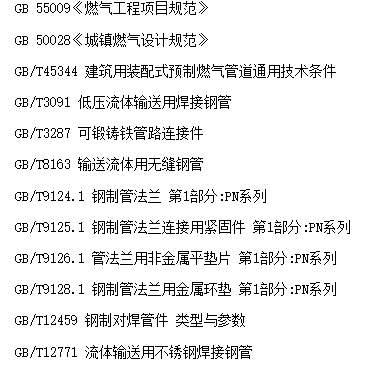 GB 55009《燃气工程项目规范》
GB 50028《城镇燃气设计规范》
GB/T45344 建筑用装配式预制燃气管道通用技术条件
GB/T3091 低压流体输送用焊接钢管
GB/T3287 可锻铸铁管路连接件
GB/T8163 输送流体用无缝钢管
GB/T9124.1 钢制管法兰 第1部分:PN系列
GB/T9125.1 钢制管法兰连接用紧固件 第1部分:PN系列
GB/T9126.1 管法兰用非金属平垫片 第1部分:PN系列
GB/T9128.1 钢制管法兰用金属环垫 第1部分:PN系列
GB/T12459 钢制对焊管件 类型与参数
GB/T12771 流体输送用不锈钢焊接钢管